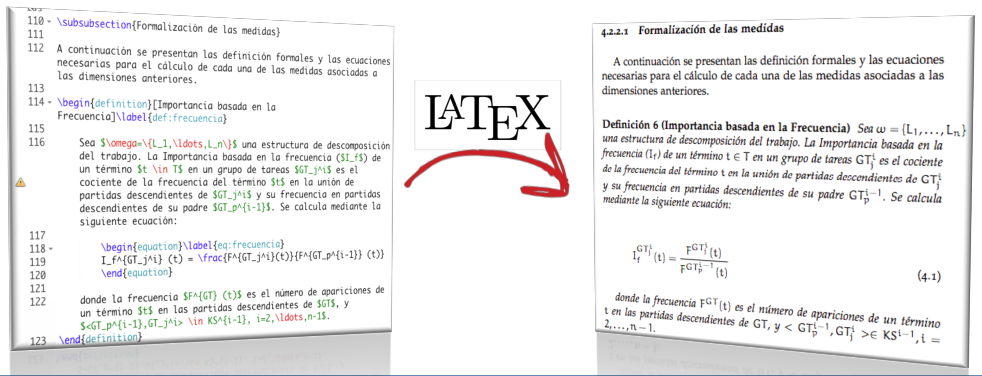 110 \subsubsection{Formalización de las medidas}
111
112 A continuación se presentan las definición formales y las ecuaciones
necesarias para el cálculo de cada una de las medidas asociadas a
las dimensiones anteriores.
113
114 \begin{definition}[Importancia basada en la
Frecuencia]\label{def:frecuencia}
115
116 Sea $\omega=\{L_1,\ldots,L_n\}$ una estructura de descomposición
del trabajo. La Importancia basada en la frecuencia ($I_f$) de
un término $t \in T$ en un grupo de tareas $GT_j^i$ es el
cociente de la frecuencia del término $t$ en la unión de
partidas descendientes de $GT_j^i$ y su frecuencia en partidas
descendientes de su padre $GT_p^{i-1}$. Se calcula mediante la
siguiente ecuación:
117
118 \begin{equation}\label{eq:frecuencia}
119 I_f^{GT_j^i} (t) = \frac{F^{GT_j^i}(t)}{F^{GT_p^{i-1}} (t)}
120 \end{equation}
121
122 donde la frecuencia $F^{GT} (t)$ es el número de apariciones de
un término $t$ en las partidas descendientes de $GT$, y
$<GT_p^{i-1},GT_j^i> \in KS^{i-1}, i=2,\ldots,n-1$.
123 \end{definition}
LATEX
4.2.2.1 Formalización de las medidas
A continuación se presentan las definición formales y las ecuaciones
necesarias para el cálculo de cada una de las medidas asociadas a las
dimensiones anteriores.
Definición 6 (Importancia basada en la Frecuencia) Sea ω = {L₁, . . . , Lₙ}
una estructura de descomposición del trabajo. La Importancia basada en la
frecuencia (I_f) de un término t ∈ T en un grupo de tareas GT_j^i es el cociente
de la frecuencia del término t en la unión de partidas descendientes de GT_j^i
y su frecuencia en partidas descendientes de su padre GT_p^{i−1}. Se calcula
mediante la siguiente ecuación:
I_f^{GT_j^i}(t) = F^{GT_j^i}(t) / F^{GT_p^{i−1}}(t) (4.1)
donde la frecuencia F^{GT}(t) es el número de apariciones de un término
t en las partidas descendientes de GT, y < GT_p^{i−1}, GT_j^i >∈ KS^{i−1}, i =
2, . . . , n − 1.